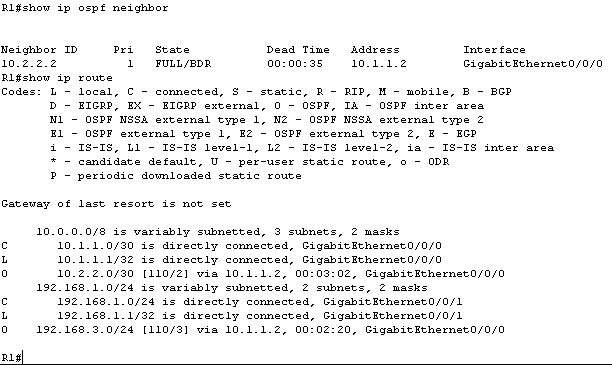 R1#show ip ospf neighbor
Neighbor ID     Pri   State           Dead Time   Address         Interface
10.2.2.2          1   FULL/BDR        00:00:35    10.1.1.2        GigabitEthernet0/0/0
R1#show ip route
Codes: L - local, C - connected, S - static, R - RIP, M - mobile, B - BGP
       D - EIGRP, EX - EIGRP external, O - OSPF, IA - OSPF inter area
       N1 - OSPF NSSA external type 1, N2 - OSPF NSSA external type 2
       E1 - OSPF external type 1, E2 - OSPF external type 2, E - EGP
       i - IS-IS, L1 - IS-IS level-1, L2 - IS-IS level-2, ia - IS-IS inter area
       * - candidate default, U - per-user static route, o - ODR
       P - periodic downloaded static route
Gateway of last resort is not set
     10.0.0.0/8 is variably subnetted, 3 subnets, 2 masks
C       10.1.1.0/30 is directly connected, GigabitEthernet0/0/0
L       10.1.1.1/32 is directly connected, GigabitEthernet0/0/0
O       10.2.2.0/30 [110/2] via 10.1.1.2, 00:03:02, GigabitEthernet0/0/0
     192.168.1.0/24 is variably subnetted, 2 subnets, 2 masks
C       192.168.1.0/24 is directly connected, GigabitEthernet0/0/1
L       192.168.1.1/32 is directly connected, GigabitEthernet0/0/1
O    192.168.3.0/24 [110/3] via 10.1.1.2, 00:02:20, GigabitEthernet0/0/0
R1#